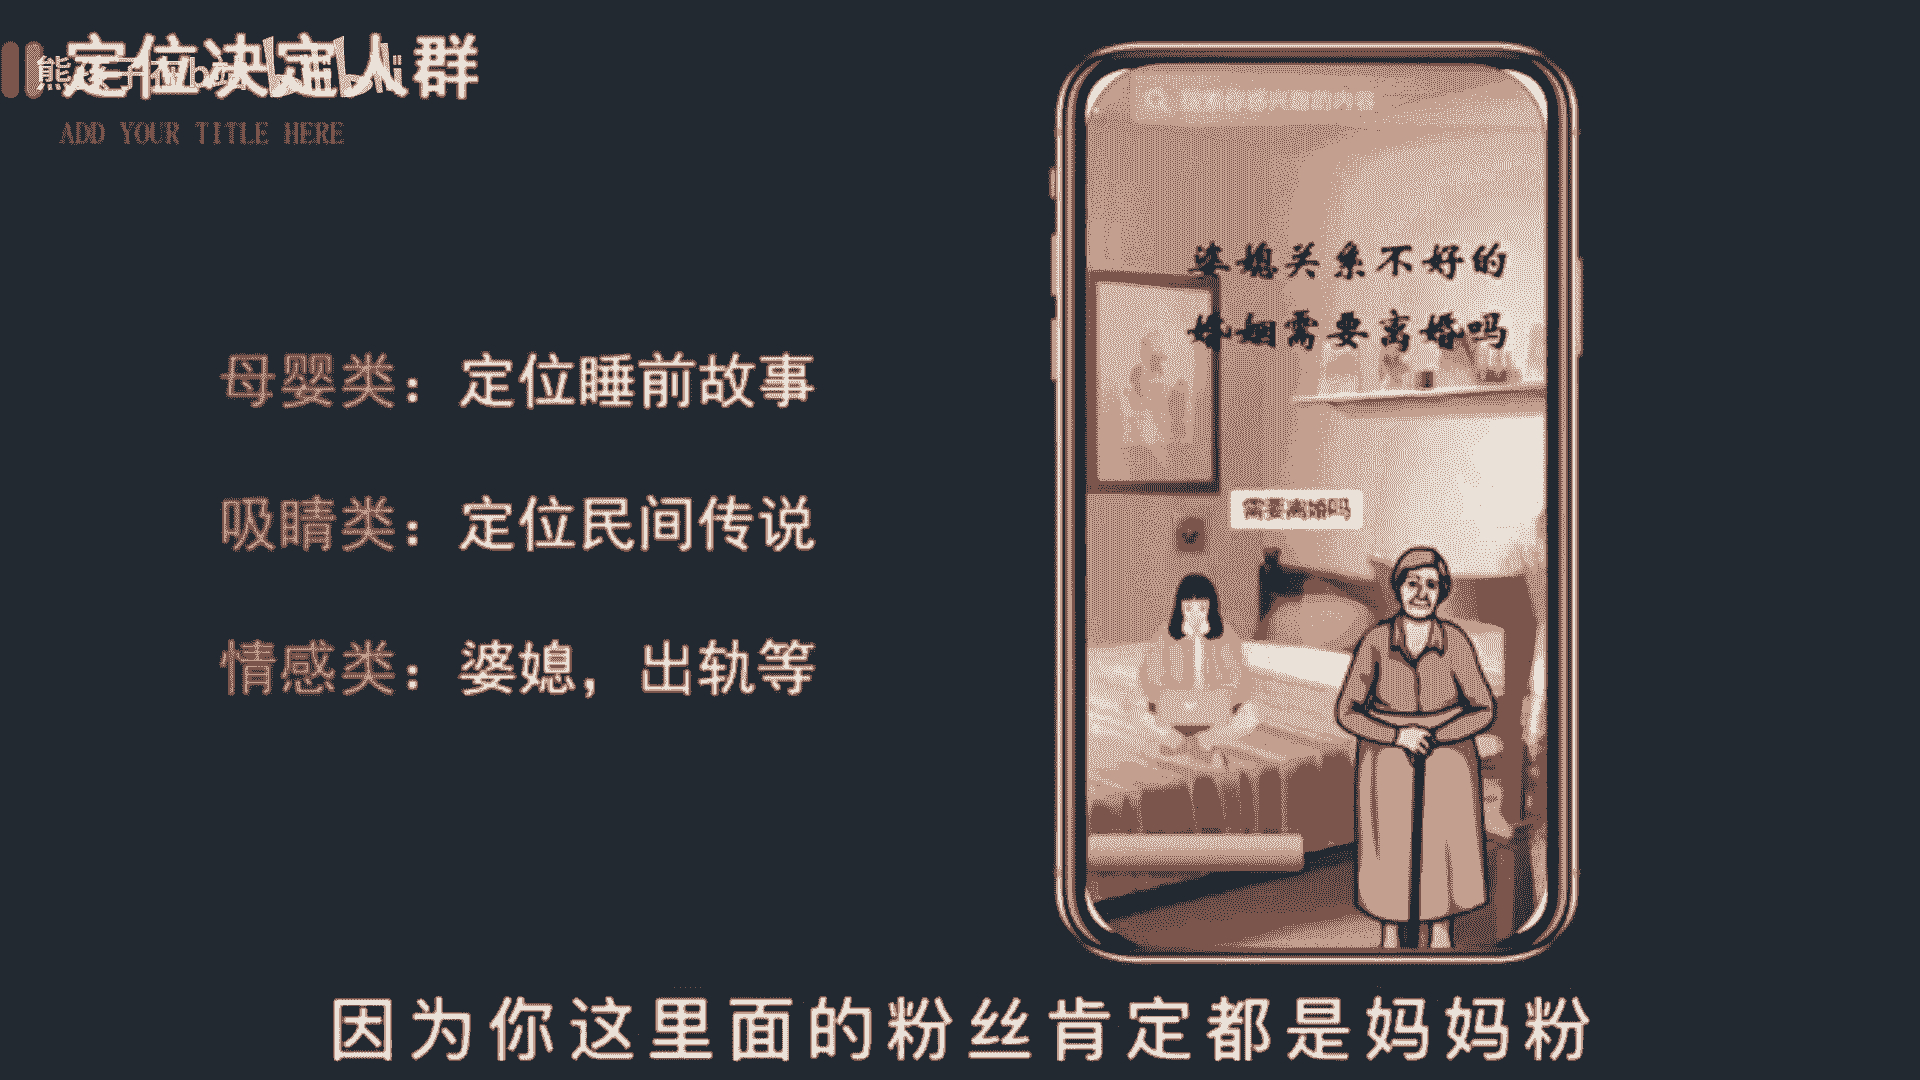 定位决定人群
ADD YOUR TITLE HERE
母婴类：定位睡前故事
吸睛类：定位民间传说
情感类：婆媳，出轨等
婆媳关系不好的
婚姻需要离婚吗
需要离婚吗
因为你这里面的粉丝肯定都是妈妈粉